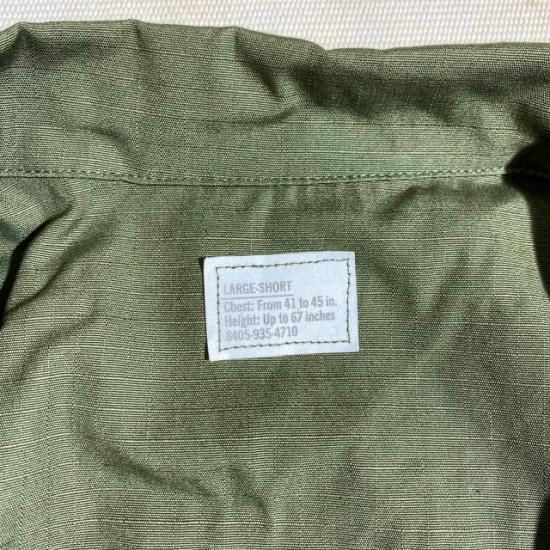 LARGE-SHORT
Chest: From 41 to 45 in.
Height: Up to 67 inches
8405-935-4710